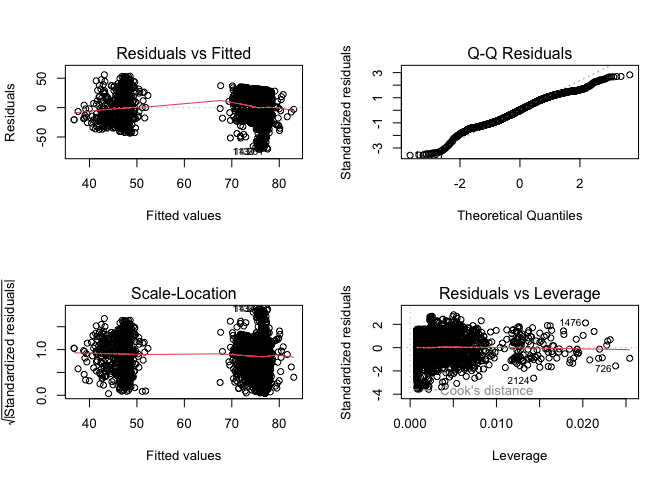 Residuals vs Fitted
Residuals
50
0
-50
40 50 60 70 80
Fitted values
Q-Q Residuals
Standardized residuals
3
1
-1
-3
-2 0 2
Theoretical Quantiles
Scale-Location
√|Standardized residuals|
1.0
0.0
40 50 60 70 80
Fitted values
Residuals vs Leverage
Standardized residuals
2
0
-2
-4
1476
726
2124
Cook's distance
0.000 0.010 0.020
Leverage